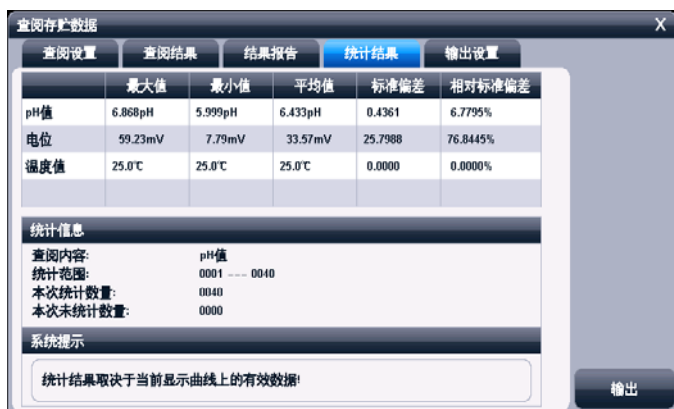 查阅存贮数据 X
查阅设置 查阅结果 结果报告 统计结果 输出设置
最大值 最小值 平均值 标准偏差 相对标准偏差
pH值 6.868pH 5.999pH 6.433pH 0.4361 6.7795%
电位 59.23mV 7.79mV 33.57mV 25.7988 76.8445%
温度值 25.0℃ 25.0℃ 25.0℃ 0.0000 0.0000%
统计信息
查阅内容: pH值
统计范围: 0001 --- 0040
本次统计数量: 0040
本次未统计数量: 0000
系统提示
统计结果取决于当前显示曲线上的有效数据!
输出